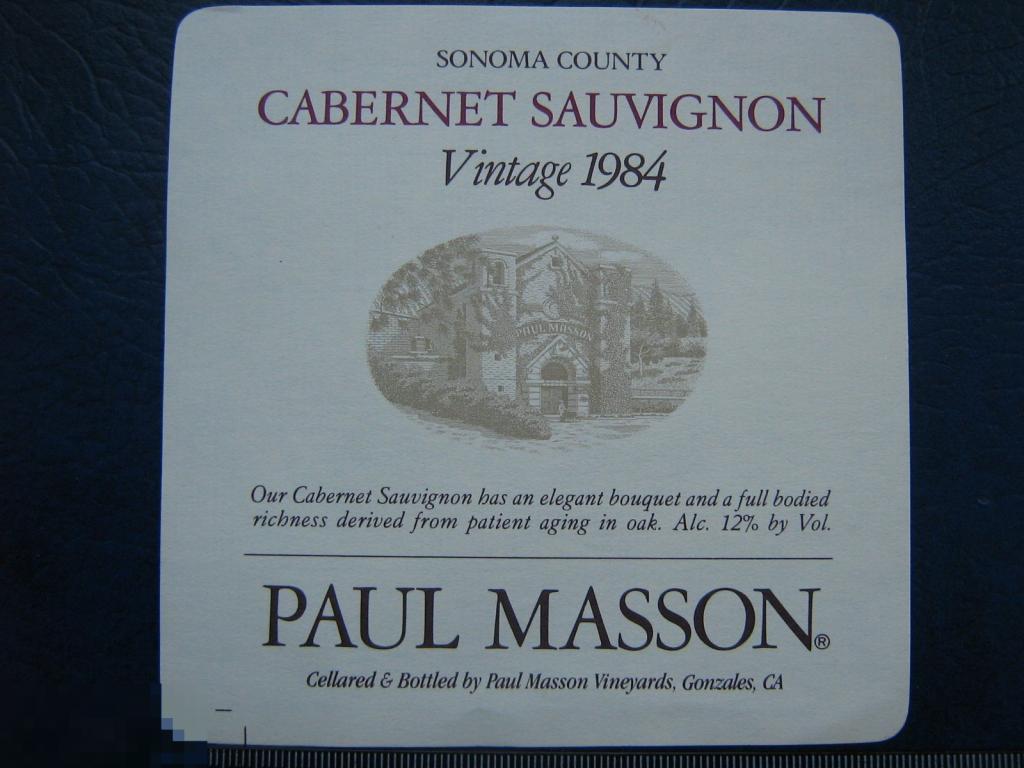 SONOMA COUNTY
CABERNET SAUVIGNON
Vintage 1984
PAUL MASSON
Our Cabernet Sauvignon has an elegant bouquet and a full bodied
richness derived from patient aging in oak. Alc. 12% by Vol.
PAUL MASSON®
Cellared & Bottled by Paul Masson Vineyards, Gonzales, CA